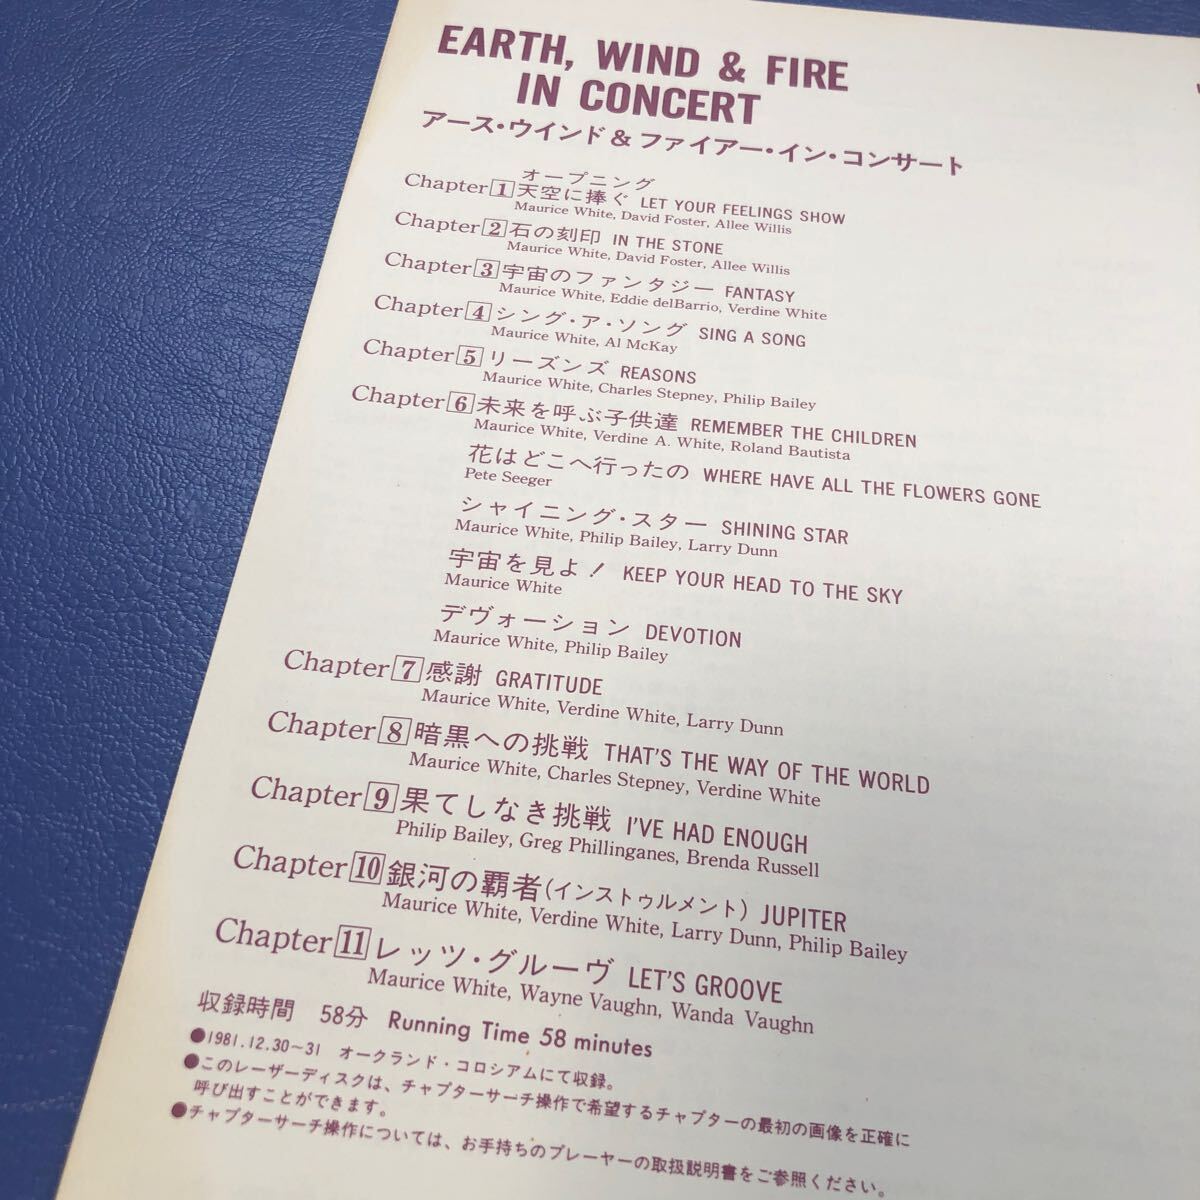 EARTH, WIND & FIRE
IN CONCERT
アース・ウインド & ファイアー・イン・コンサート
オープニング
Chapter 1 天空に捧ぐ LET YOUR FEELINGS SHOW
Maurice White, David Foster, Allee Willis
Chapter 2 石の刻印 IN THE STONE
Maurice White, David Foster, Allee Willis
Chapter 3 宇宙のファンタジー FANTASY
Maurice White, Eddie delBarrio, Verdine White
Chapter 4 シング・ア・ソング SING A SONG
Maurice White, Al McKay
Chapter 5 リーズンズ REASONS
Maurice White, Charles Stepney, Philip Bailey
Chapter 6 未来を呼ぶ子供達 REMEMBER THE CHILDREN
Maurice White, Verdine A. White, Roland Bautista
花はどこへ行ったの WHERE HAVE ALL THE FLOWERS GONE
Pete Seeger
シャイニング・スター SHINING STAR
Maurice White, Philip Bailey, Larry Dunn
宇宙を見よ! KEEP YOUR HEAD TO THE SKY
Maurice White
デヴォーション DEVOTION
Maurice White, Philip Bailey
Chapter 7 感謝 GRATITUDE
Maurice White, Verdine White, Larry Dunn
Chapter 8 暗黒への挑戦 THAT'S THE WAY OF THE WORLD
Maurice White, Charles Stepney, Verdine White
Chapter 9 果てしなき挑戦 I'VE HAD ENOUGH
Philip Bailey, Greg Phillinganes, Brenda Russell
Chapter 10 銀河の覇者(インストゥルメント) JUPITER
Maurice White, Verdine White, Larry Dunn, Philip Bailey
Chapter 11 レッツ・グルーヴ LET'S GROOVE
Maurice White, Wayne Vaughn, Wanda Vaughn
収録時間 58分 Running Time 58 minutes
●1981.12.30~31 オークランド・コロシアムにて収録。
●このレーザーディスクは、チャプターサーチ操作で希望するチャプターの最初の画像を正確に
呼び出すことができます。
●チャプターサーチ操作については、お手持ちのプレーヤーの取扱説明書をご参照ください。